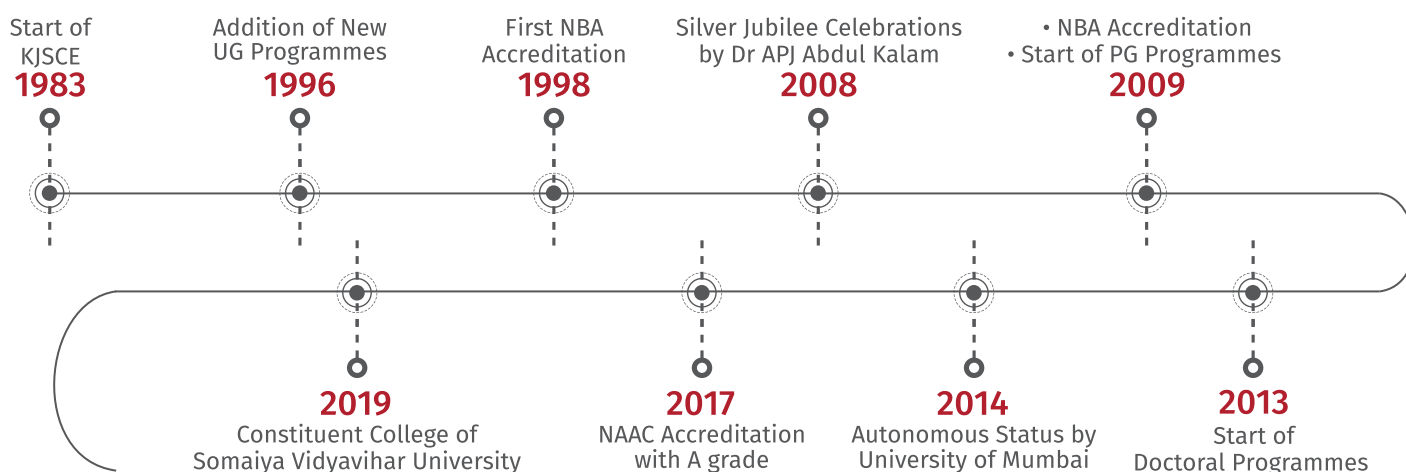 Start of
KJSCE
1983
Addition of New
UG Programmes
1996
First NBA
Accreditation
1998
Silver Jubilee Celebrations
by Dr APJ Abdul Kalam
2008
• NBA Accreditation
• Start of PG Programmes
2009
2013
Start of
Doctoral Programmes
2014
Autonomous Status by
University of Mumbai
2017
NAAC Accreditation
with A grade
2019
Constituent College of
Somaiya Vidyavihar University